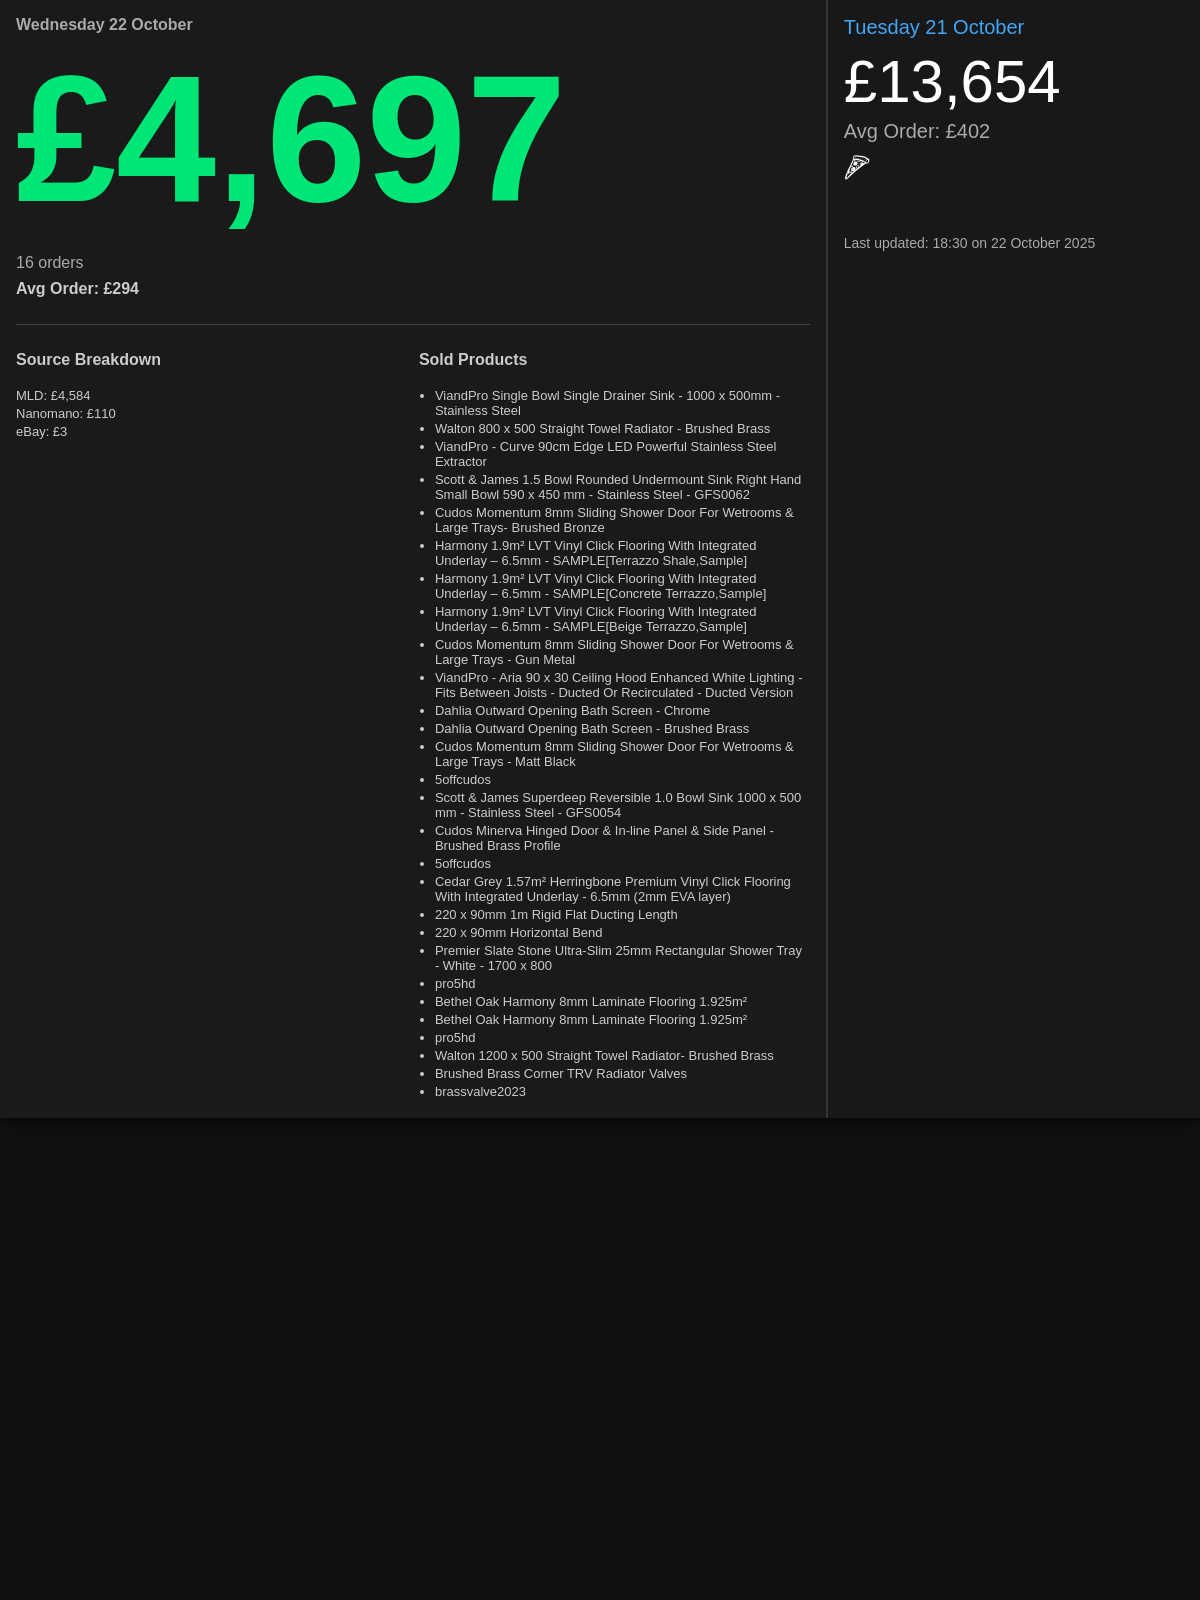 Wednesday 22 October
£4,697
16 orders
Avg Order: £294
Source Breakdown
MLD: £4,584
Nanomano: £110
eBay: £3
Sold Products
• ViandPro Single Bowl Single Drainer Sink - 1000 x 500mm -
Stainless Steel
• Walton 800 x 500 Straight Towel Radiator - Brushed Brass
• ViandPro - Curve 90cm Edge LED Powerful Stainless Steel
Extractor
• Scott & James 1.5 Bowl Rounded Undermount Sink Right Hand
Small Bowl 590 x 450 mm - Stainless Steel - GFS0062
• Cudos Momentum 8mm Sliding Shower Door For Wetrooms &
Large Trays- Brushed Bronze
• Harmony 1.9m² LVT Vinyl Click Flooring With Integrated
Underlay – 6.5mm - SAMPLE[Terrazzo Shale,Sample]
• Harmony 1.9m² LVT Vinyl Click Flooring With Integrated
Underlay – 6.5mm - SAMPLE[Concrete Terrazzo,Sample]
• Harmony 1.9m² LVT Vinyl Click Flooring With Integrated
Underlay – 6.5mm - SAMPLE[Beige Terrazzo,Sample]
• Cudos Momentum 8mm Sliding Shower Door For Wetrooms &
Large Trays - Gun Metal
• ViandPro - Aria 90 x 30 Ceiling Hood Enhanced White Lighting -
Fits Between Joists - Ducted Or Recirculated - Ducted Version
• Dahlia Outward Opening Bath Screen - Chrome
• Dahlia Outward Opening Bath Screen - Brushed Brass
• Cudos Momentum 8mm Sliding Shower Door For Wetrooms &
Large Trays - Matt Black
• 5offcudos
• Scott & James Superdeep Reversible 1.0 Bowl Sink 1000 x 500
mm - Stainless Steel - GFS0054
• Cudos Minerva Hinged Door & In-line Panel & Side Panel -
Brushed Brass Profile
• 5offcudos
• Cedar Grey 1.57m² Herringbone Premium Vinyl Click Flooring
With Integrated Underlay - 6.5mm (2mm EVA layer)
• 220 x 90mm 1m Rigid Flat Ducting Length
• 220 x 90mm Horizontal Bend
• Premier Slate Stone Ultra-Slim 25mm Rectangular Shower Tray
- White - 1700 x 800
• pro5hd
• Bethel Oak Harmony 8mm Laminate Flooring 1.925m²
• Bethel Oak Harmony 8mm Laminate Flooring 1.925m²
• pro5hd
• Walton 1200 x 500 Straight Towel Radiator- Brushed Brass
• Brushed Brass Corner TRV Radiator Valves
• brassvalve2023
Tuesday 21 October
£13,654
Avg Order: £402
Last updated: 18:30 on 22 October 2025